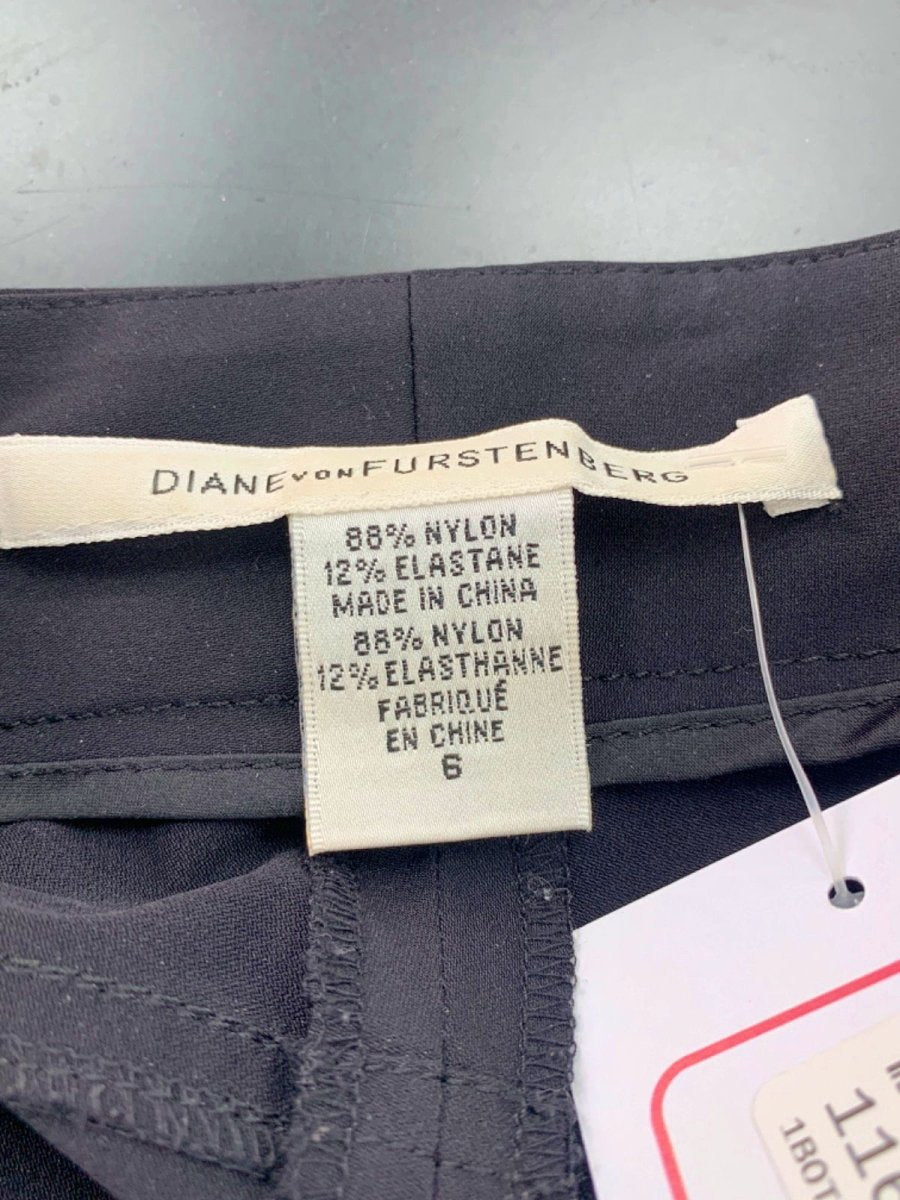 DIANE VON FURSTENBERG
88% NYLON
12% ELASTANE
MADE IN CHINA
88% NYLON
12% ELASTHANNE
FABRIQUÉ
EN CHINE
6